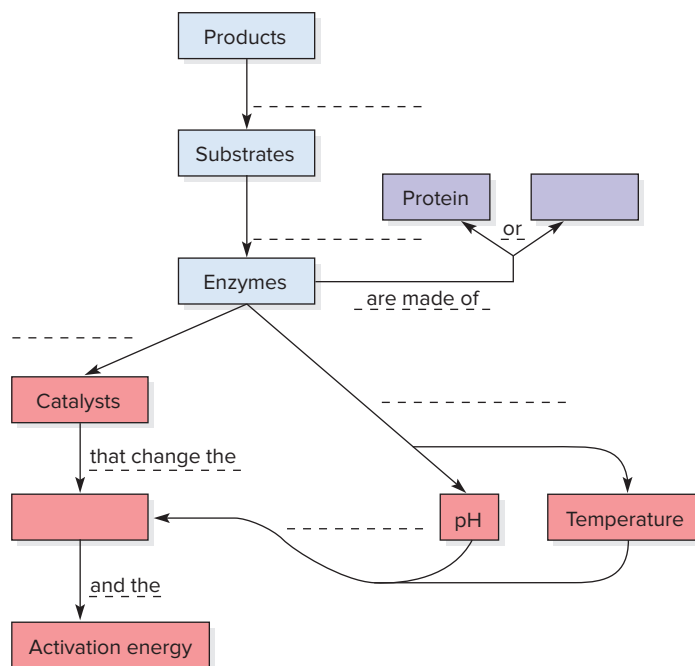 Products
Substrates
Protein
or
Enzymes
are made of
Catalysts
that change the
pH
Temperature
and the
Activation energy